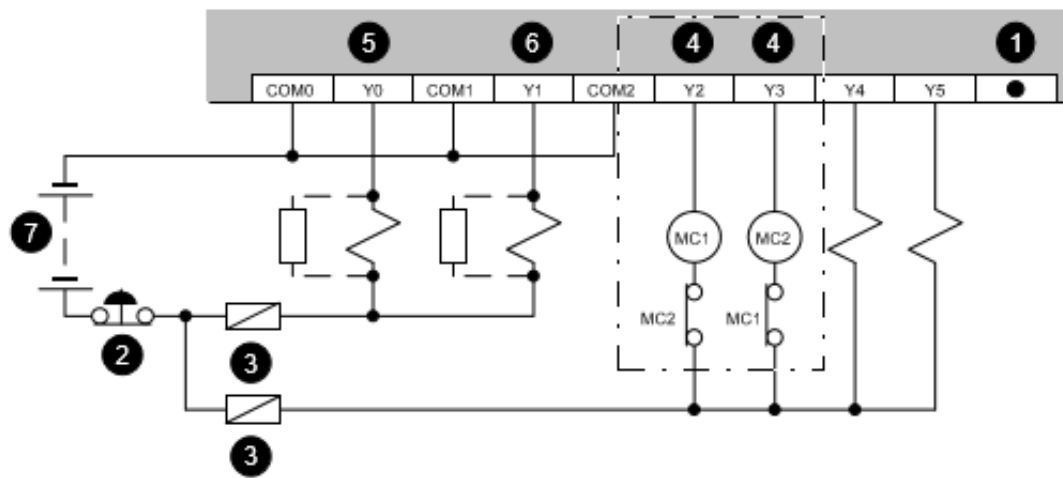 5 6 4 4 1
COM0 Y0 COM1 Y1 COM2 Y2 Y3 Y4 Y5
7
MC1 MC2
MC2 MC1
2
3
3